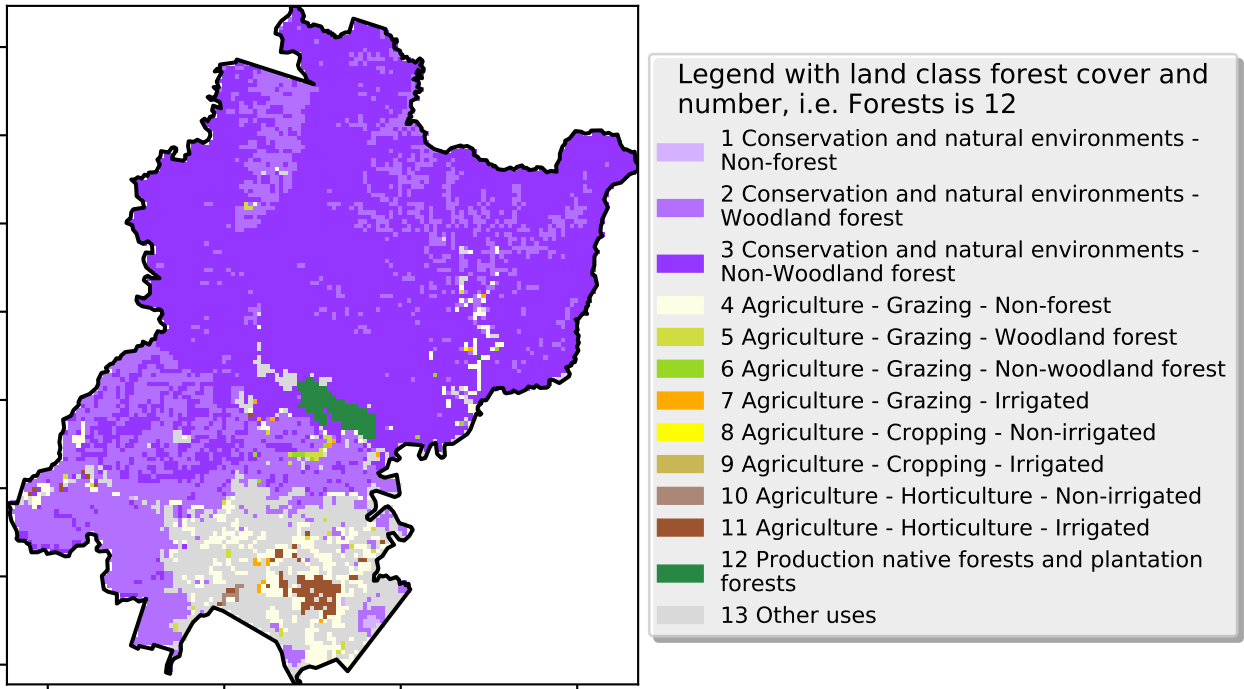 Legend with land class forest cover and
number, i.e. Forests is 12
1 Conservation and natural environments -
Non-forest
2 Conservation and natural environments -
Woodland forest
3 Conservation and natural environments -
Non-Woodland forest
4 Agriculture - Grazing - Non-forest
5 Agriculture - Grazing - Woodland forest
6 Agriculture - Grazing - Non-woodland forest
7 Agriculture - Grazing - Irrigated
8 Agriculture - Cropping - Non-irrigated
9 Agriculture - Cropping - Irrigated
10 Agriculture - Horticulture - Non-irrigated
11 Agriculture - Horticulture - Irrigated
12 Production native forests and plantation
forests
13 Other uses